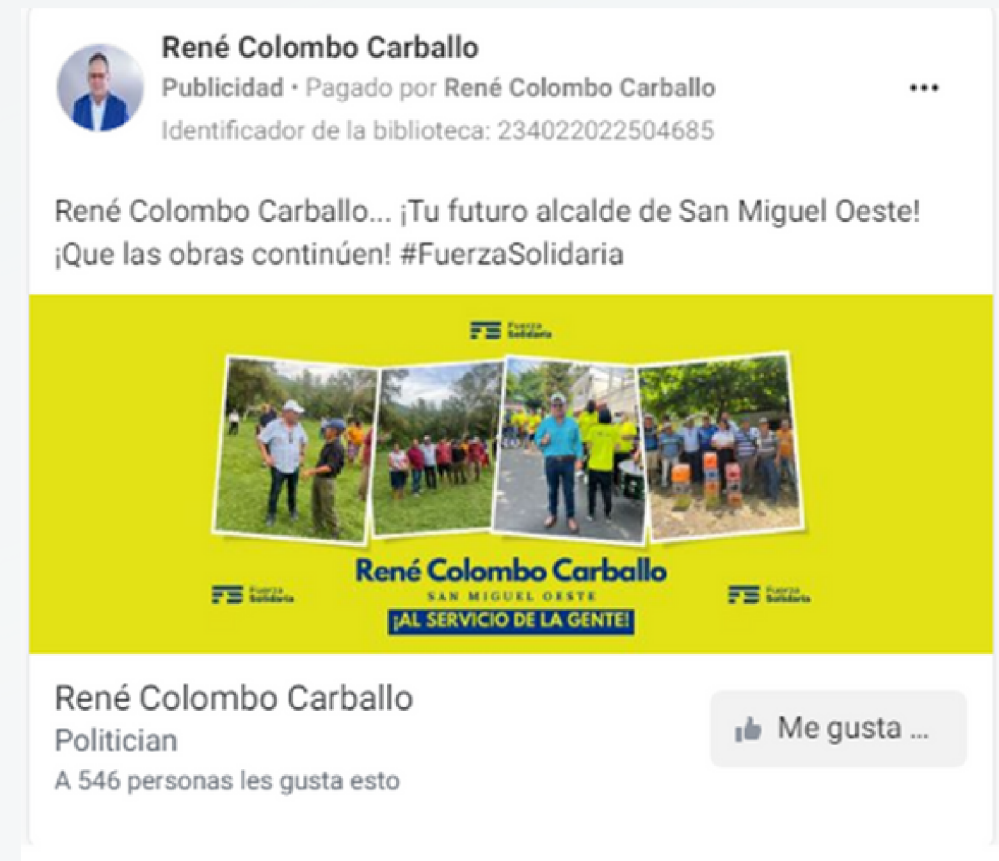 René Colombo Carballo
Publicidad • Pagado por René Colombo Carballo
Identificador de la biblioteca: 234022022504685
René Colombo Carballo... ¡Tu futuro alcalde de San Miguel Oeste!
¡Que las obras continúen! #FuerzaSolidaria
FS Fuerza
Solidaria
René Colombo Carballo
SAN MIGUEL OESTE
¡AL SERVICIO DE LA GENTE!
FS Fuerza
Solidaria
FS Fuerza
Solidaria
René Colombo Carballo
Politician
A 546 personas les gusta esto
Me gusta ...